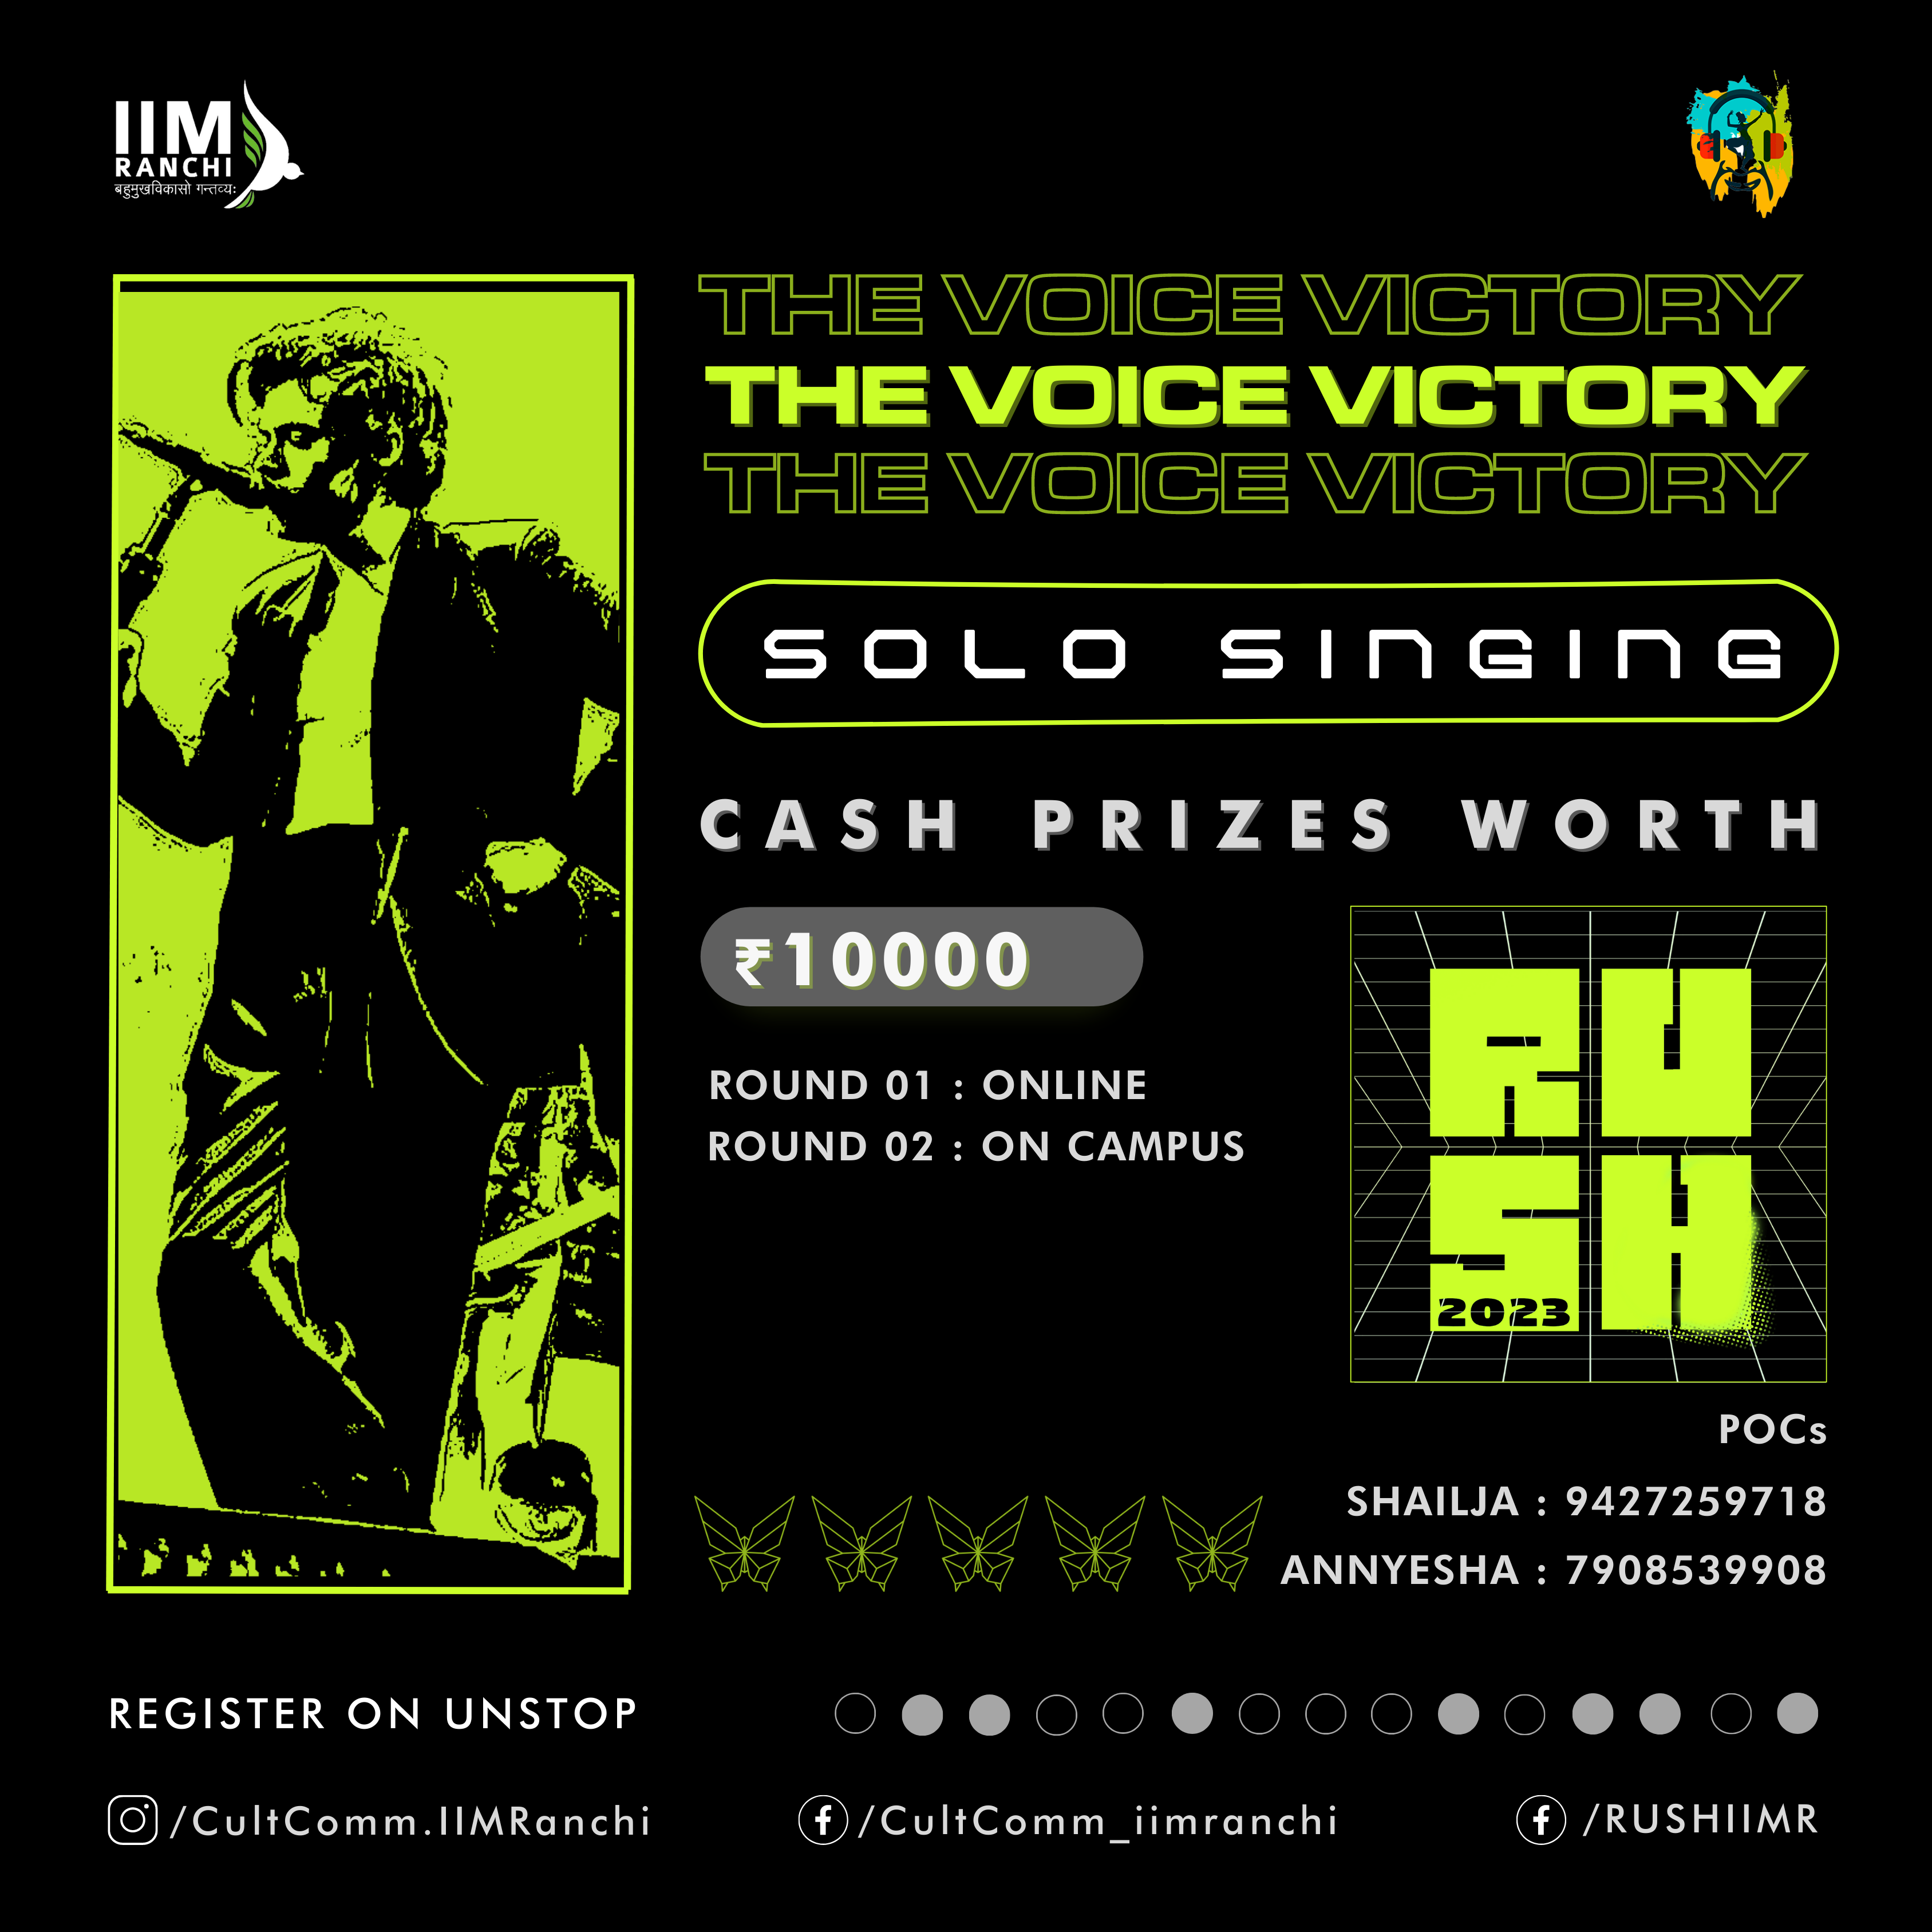 IIM
RANCHI
बहुमुखविकासो गन्तव्यः
THE VOICE VICTORY
THE VOICE VICTORY
THE VOICE VICTORY
SOLO SINGING
CASH PRIZES WORTH
₹10000
ROUND 01 : ONLINE
ROUND 02 : ON CAMPUS
RU
SH
2023
POCs
SHAILJA : 9427259718
ANNYESHA : 7908539908
REGISTER ON UNSTOP
/CultComm.IIMRanchi
/CultComm_iimranchi
/RUSHIIMR